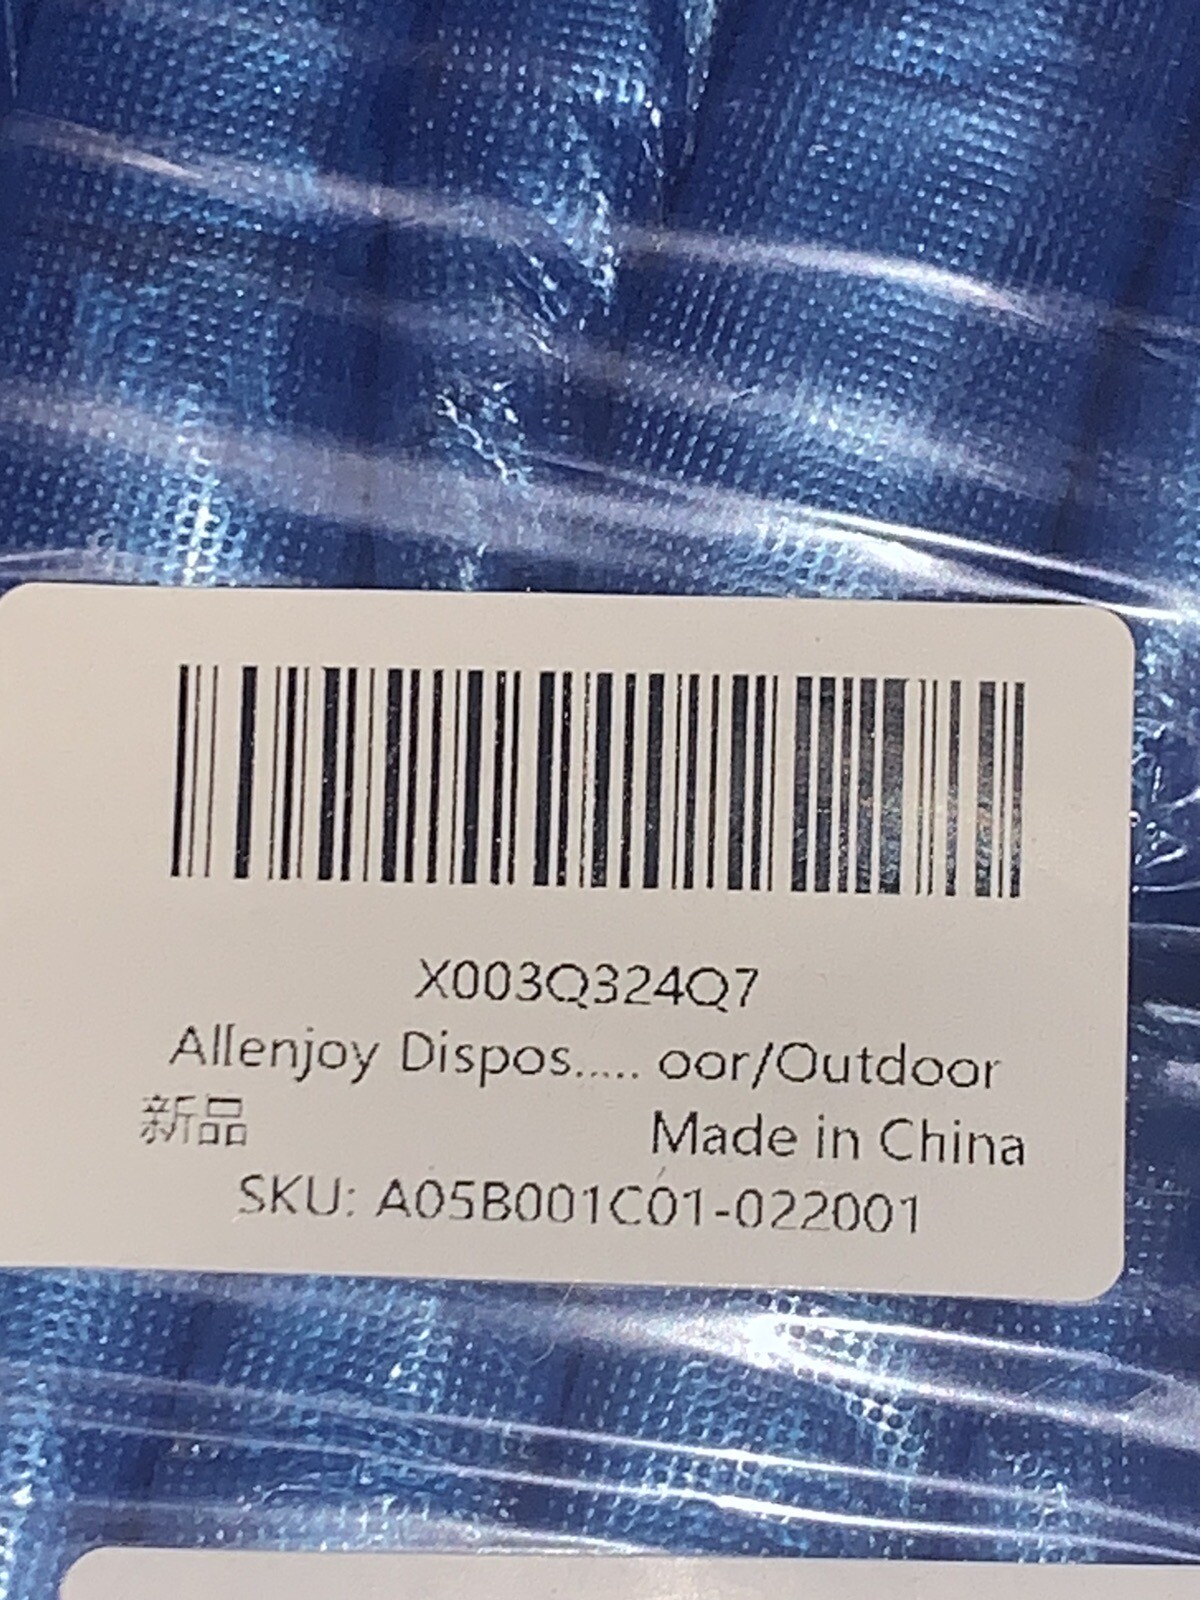 X003Q324Q7
Allenjoy Dispos..... oor/Outdoor
新品 Made in China
SKU: A05B001C01-022001